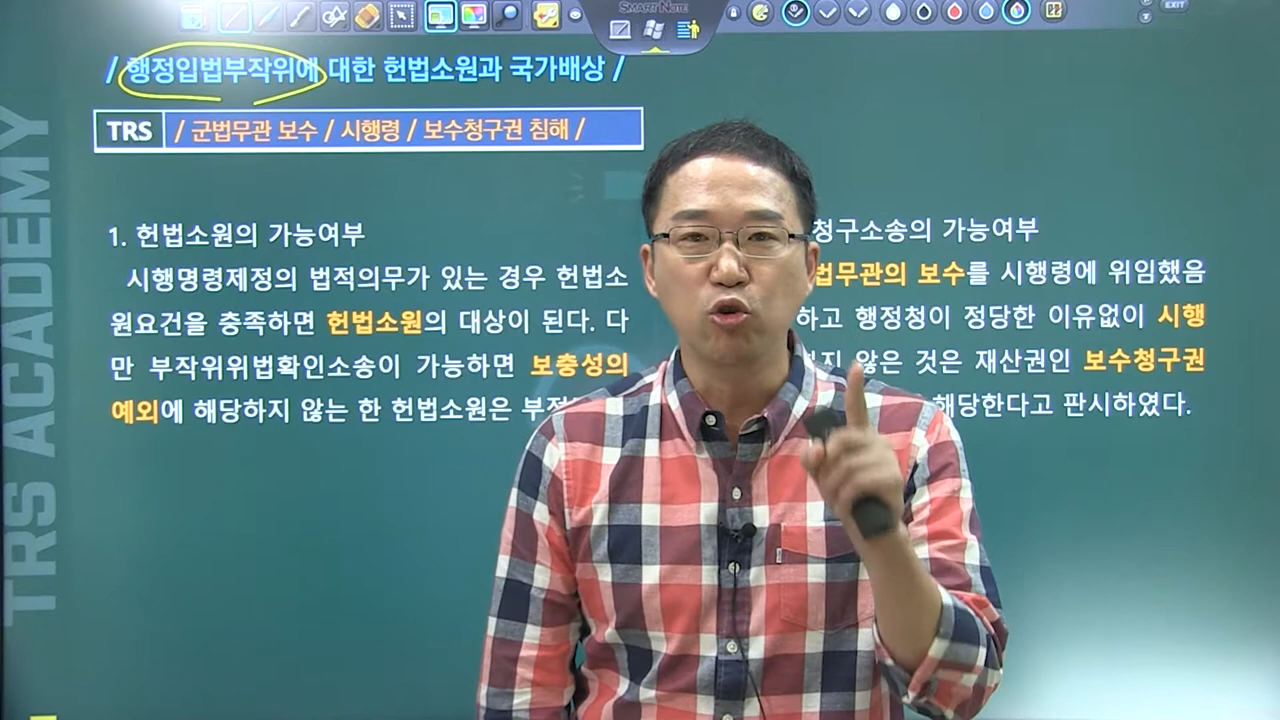 SMART NOTE
EXIT
/ 행정입법부작위에 대한 헌법소원과 국가배상 /
TRS / 군법무관 보수 / 시행령 / 보수청구권 침해 /
TRS ACADEMY
1. 헌법소원의 가능여부
시행명령제정의 법적의무가 있는 경우 헌법소
원요건을 충족하면 헌법소원의 대상이 된다. 다
만 부작위위법확인소송이 가능하면 보충성의
예외에 해당하지 않는 한 헌법소원은
청구소송의 가능여부
법무관의 보수를 시행령에 위임했음
하고 행정청이 정당한 이유없이 시행
않은 것은 재산권인 보수청구권
해당한다고 판시하였다.